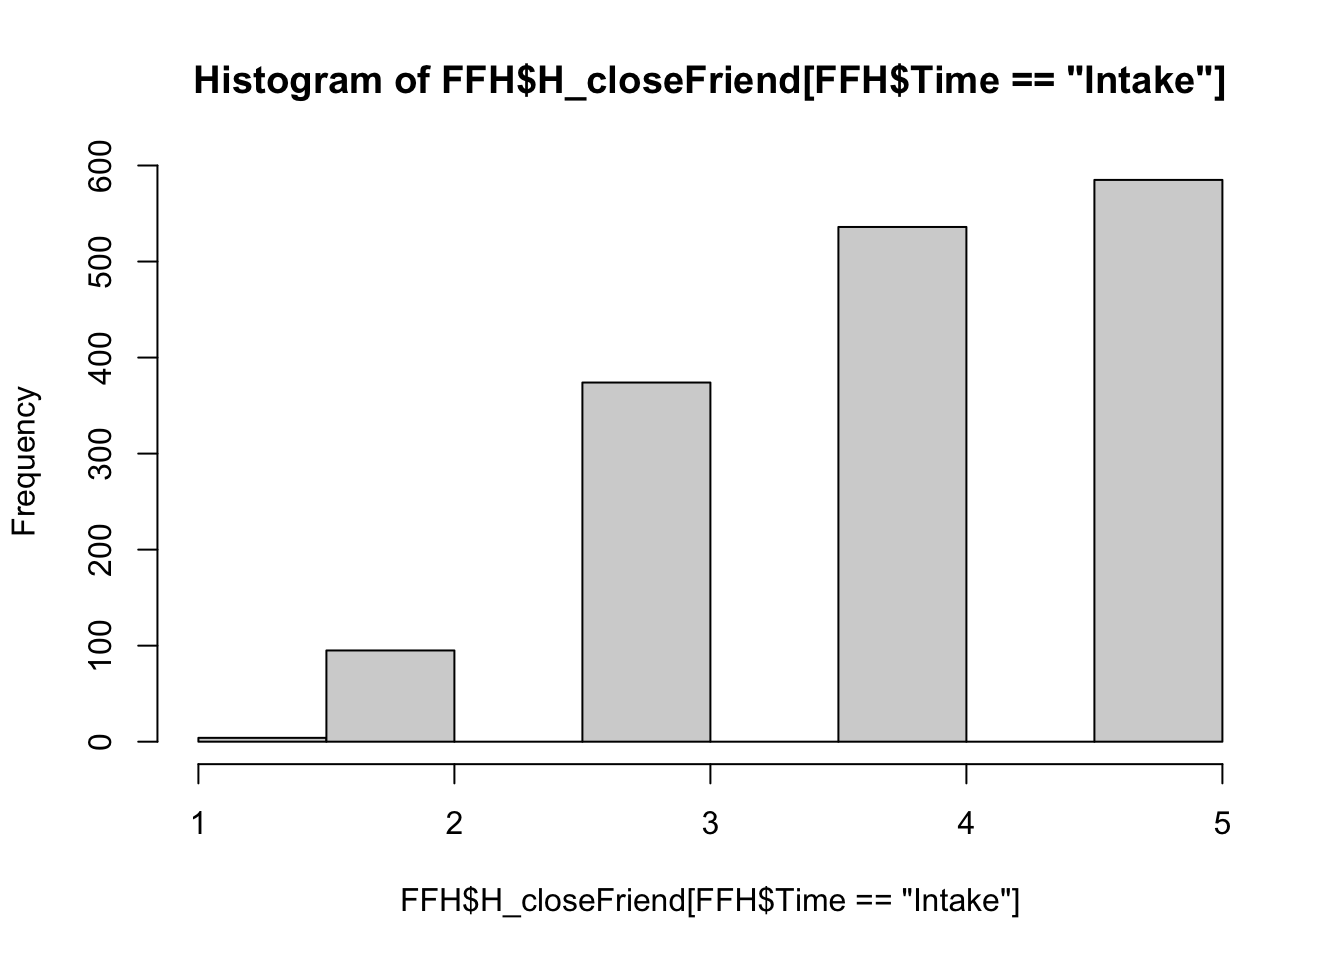 Histogram of FFH$H_closeFriend[FFH$Time == "Intake"]
600
500
400
300
200
100
0
Frequency
1 2 3 4 5
FFH$H_closeFriend[FFH$Time == "Intake"]